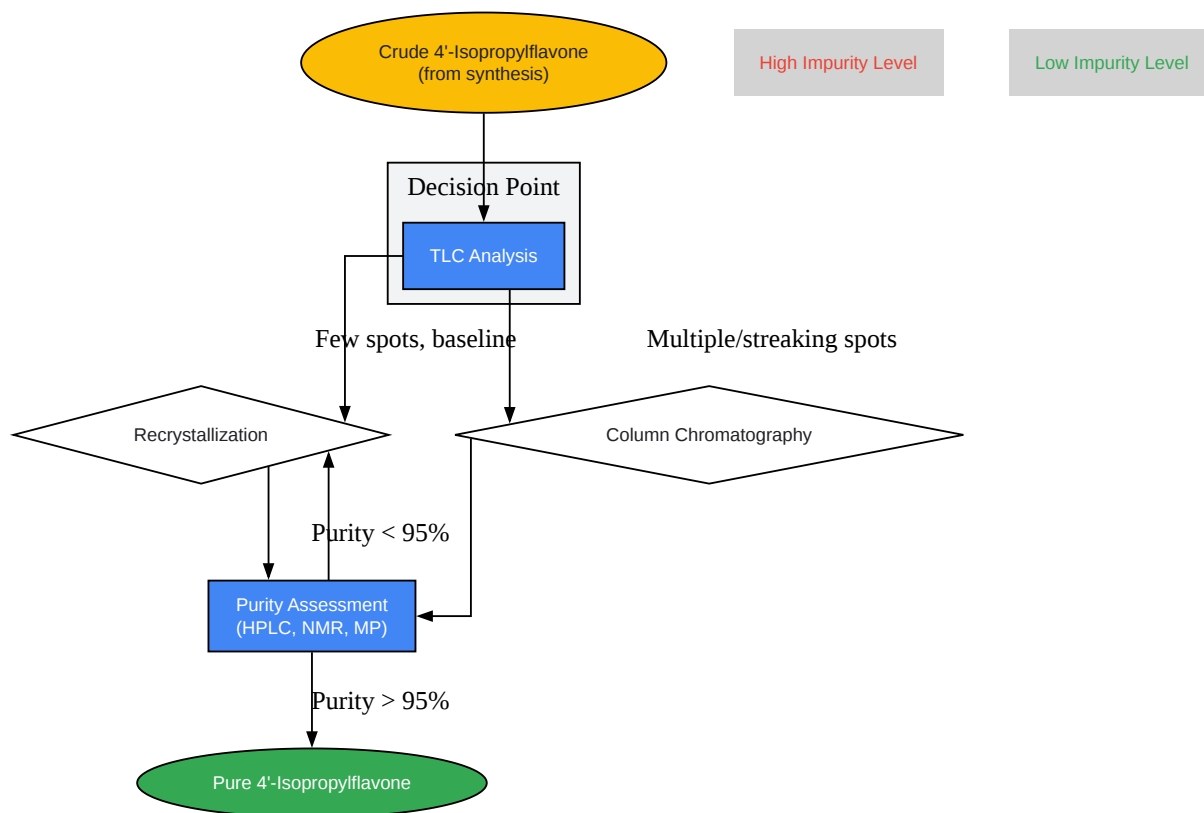 Crude 4'-Isopropylflavone
(from synthesis)
High Impurity Level
Low Impurity Level
Decision Point
TLC Analysis
Few spots, baseline
Multiple/streaking spots
Recrystallization
Column Chromatography
Purity < 95%
Purity Assessment
(HPLC, NMR, MP)
Purity > 95%
Pure 4'-Isopropylflavone